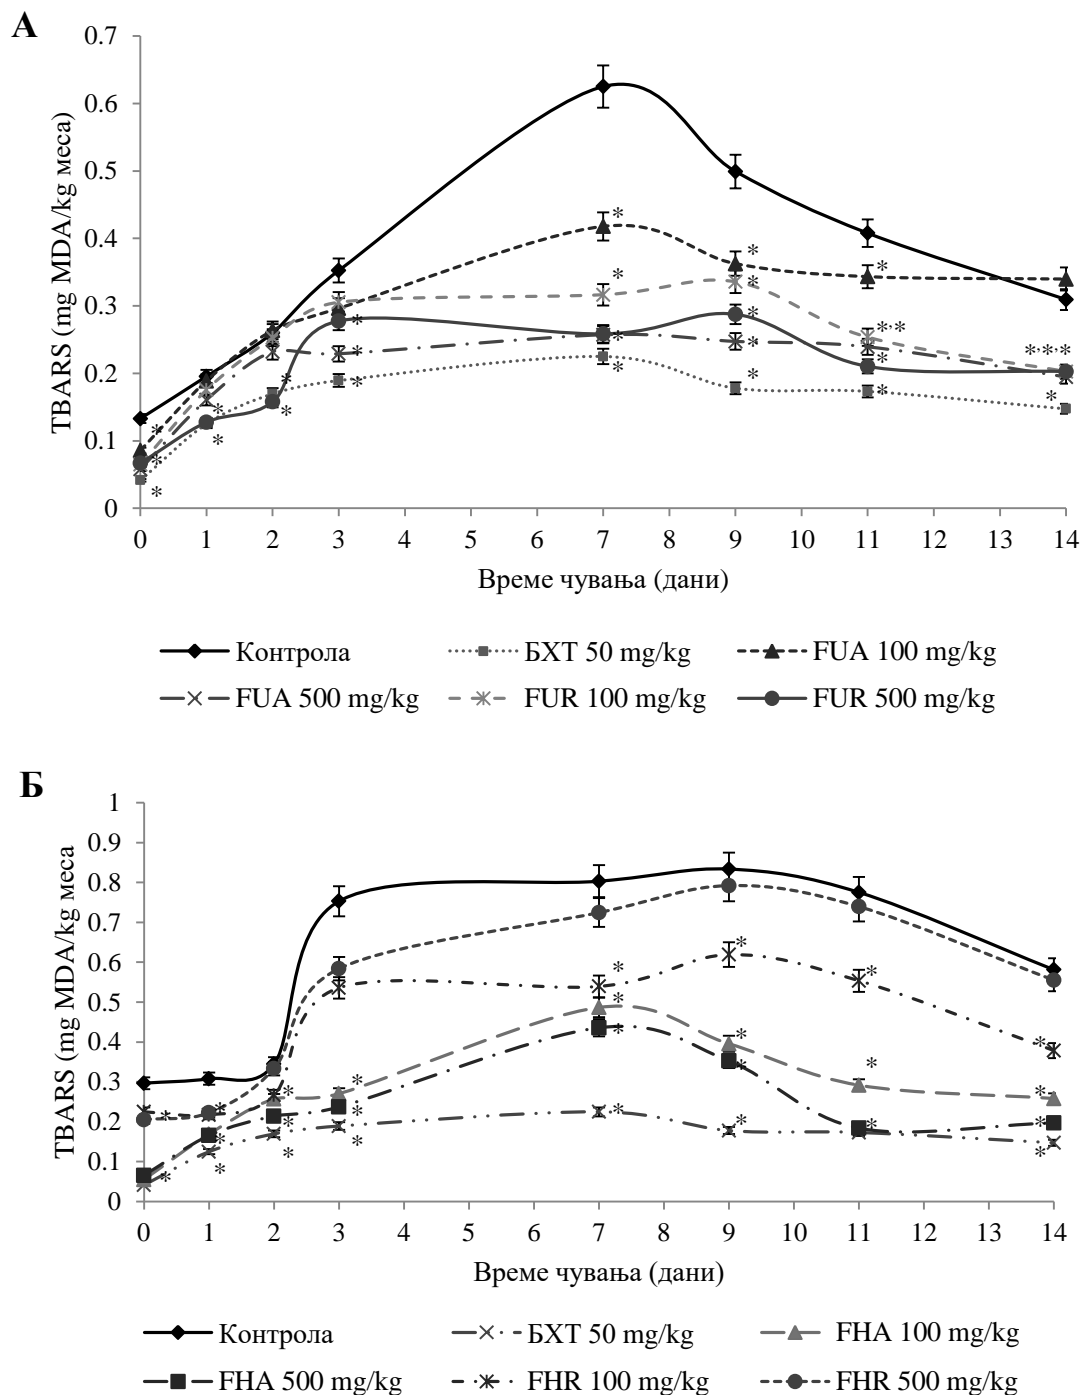 А
TBARS (mg MDA/kg меса)
0.7
0.6
0.5
0.4
0.3
0.2
0.1
0
0 1 2 3 4 5 6 7 8 9 10 11 12 13 14
Време чувања (дани)
Контрола БХТ 50 mg/kg FUA 100 mg/kg
FUA 500 mg/kg FUR 100 mg/kg FUR 500 mg/kg
Б
TBARS (mg MDA/kg меса
1
0.9
0.8
0.7
0.6
0.5
0.4
0.3
0.2
0.1
0
0 1 2 3 4 5 6 7 8 9 10 11 12 13 14
Време чувања (дани)
Контрола БХТ 50 mg/kg FHA 100 mg/kg
FHA 500 mg/kg FHR 100 mg/kg FHR 500 mg/kg